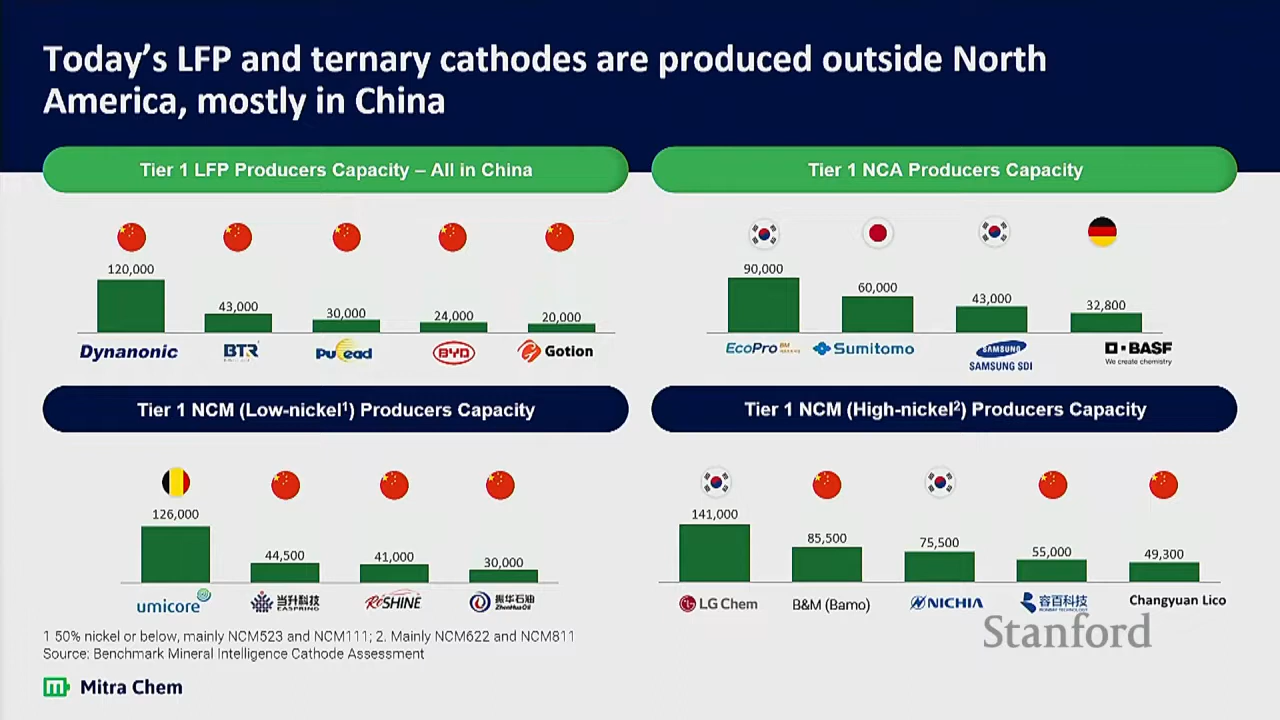 Today's LFP and ternary cathodes are produced outside North
America, mostly in China
Tier 1 LFP Producers Capacity – All in China
120,000
43,000
30,000
24,000
20,000
Dynanonic
BTR
Pulead
BYD
Gotion
Tier 1 NCA Producers Capacity
90,000
60,000
43,000
32,800
EcoPro BM
Sumitomo
SAMSUNG
SAMSUNG SDI
BASF
We create chemistry
Tier 1 NCM (Low-nickel¹) Producers Capacity
126,000
44,500
41,000
30,000
umicore
当升科技
EASPRING
RESHINE
振华石油
ZhenHua Oil
Tier 1 NCM (High-nickel²) Producers Capacity
141,000
85,500
75,500
55,000
49,300
LG Chem
B&M (Bamo)
NICHIA
容百科技
RONBAY TECHNOLOGY
Changyuan Lico
1 50% nickel or below, mainly NCM523 and NCM111; 2. Mainly NCM622 and NCM811
Source: Benchmark Mineral Intelligence Cathode Assessment
Stanford
Mitra Chem